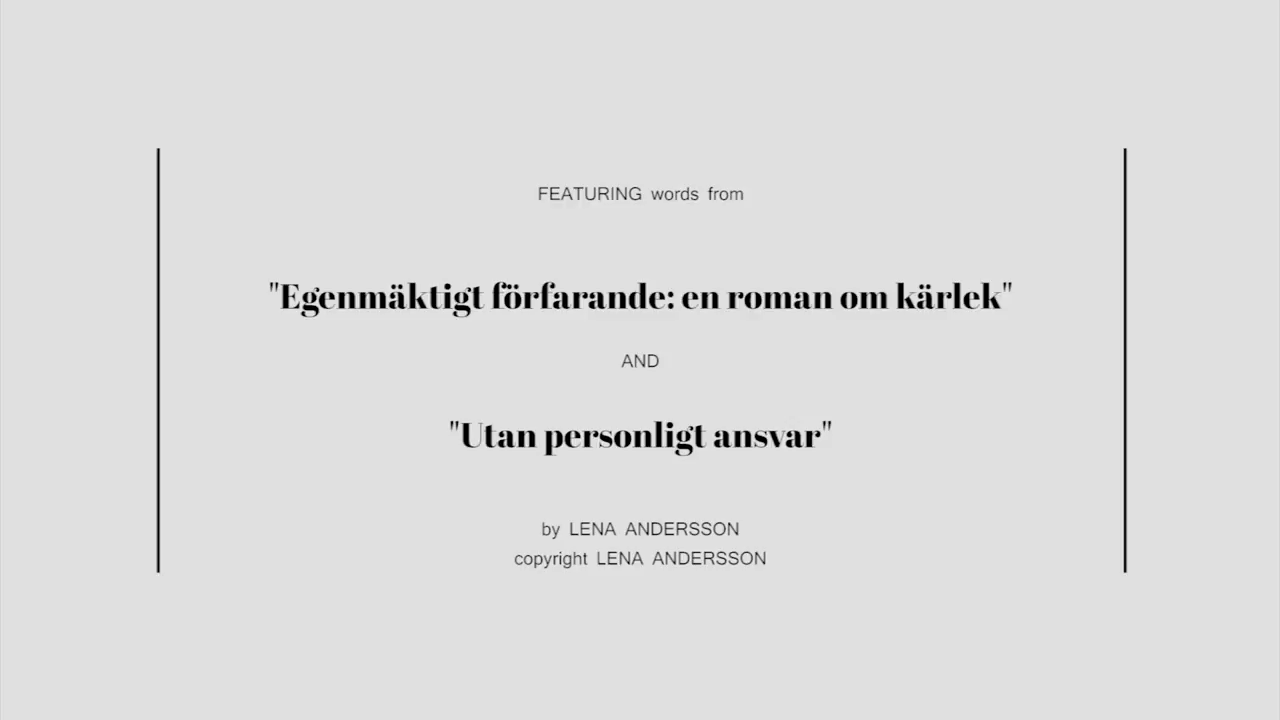 FEATURING words from
"Egenmäktigt förfarande: en roman om kärlek"
AND
"Utan personligt ansvar"
by LENA ANDERSSON
copyright LENA ANDERSSON